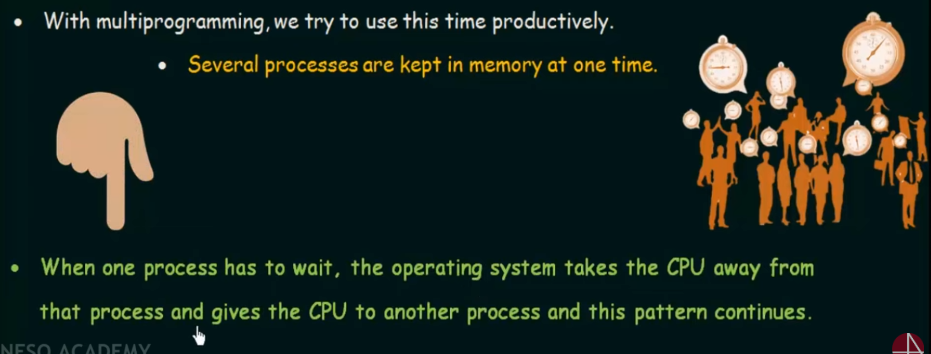 With multiprogramming, we try to use this time productively.
Several processes are kept in memory at one time.
When one process has to wait, the operating system takes the CPU away from
that process and gives the CPU to another process and this pattern continues.
NESO ACADEMY